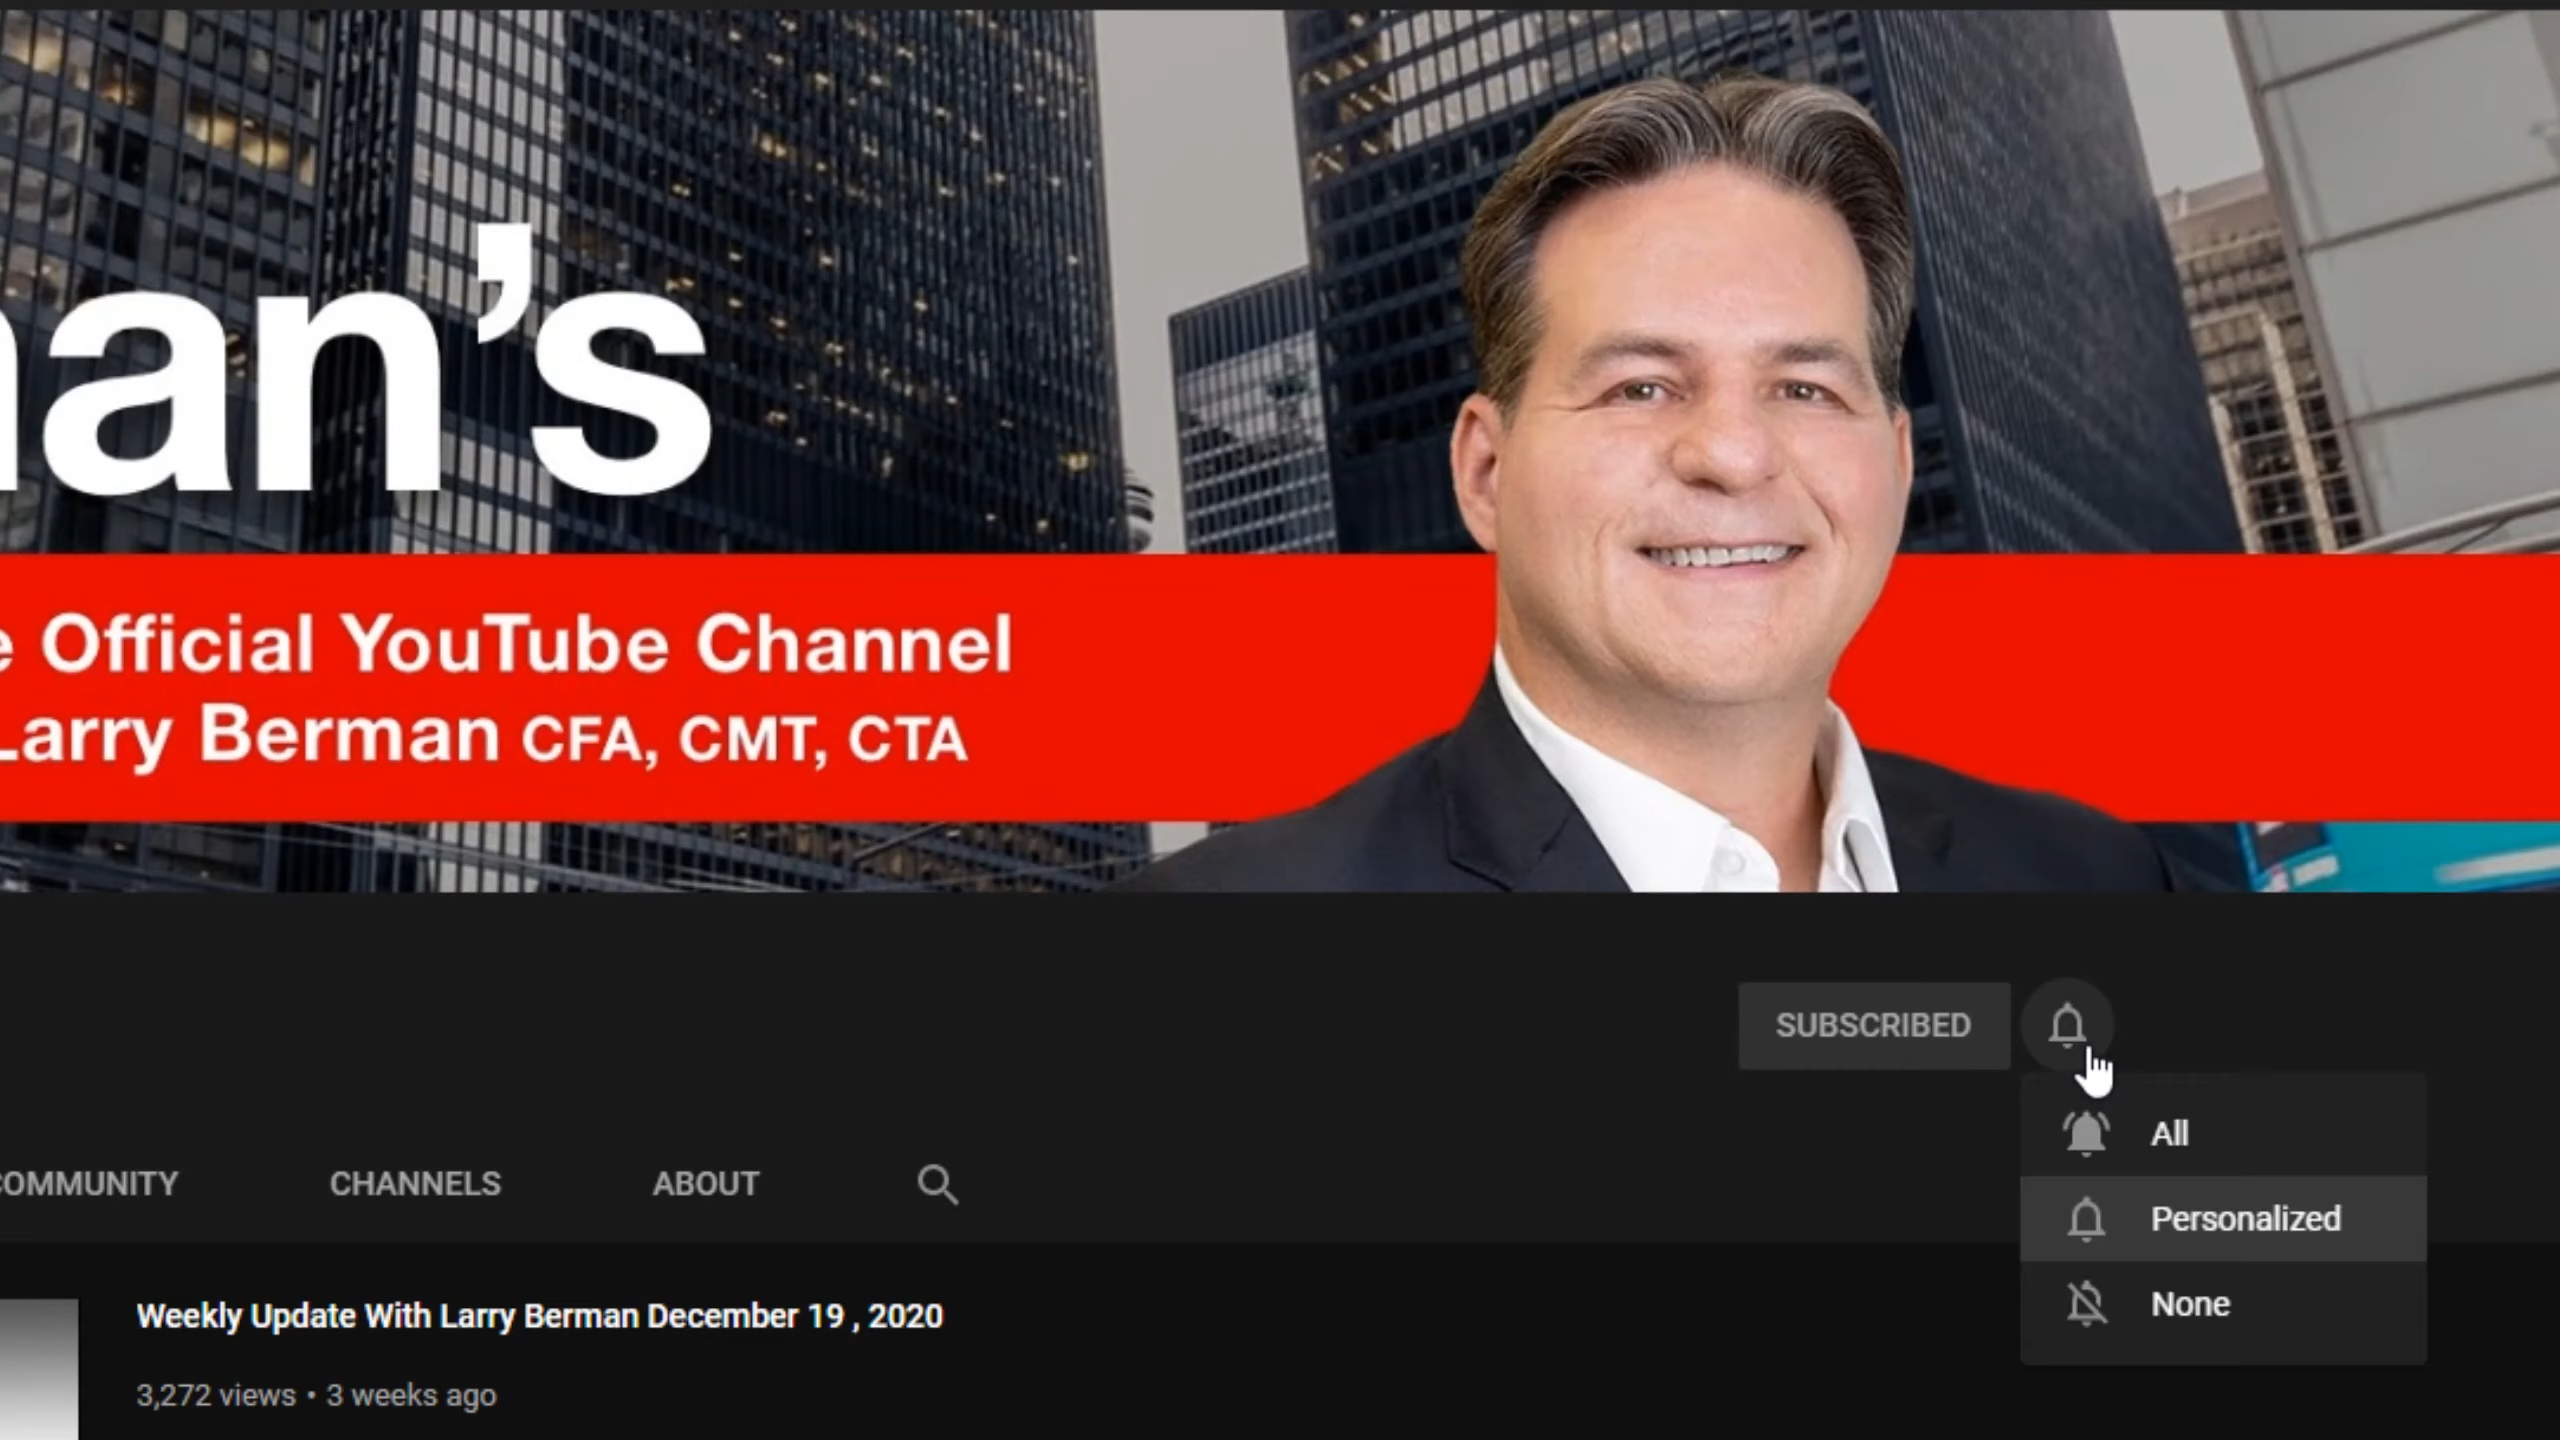 an's
e Official YouTube Channel
Larry Berman CFA, CMT, CTA
SUBSCRIBED
All
Personalized
None
COMMUNITY
CHANNELS
ABOUT
Weekly Update With Larry Berman December 19 , 2020
3,272 views • 3 weeks ago